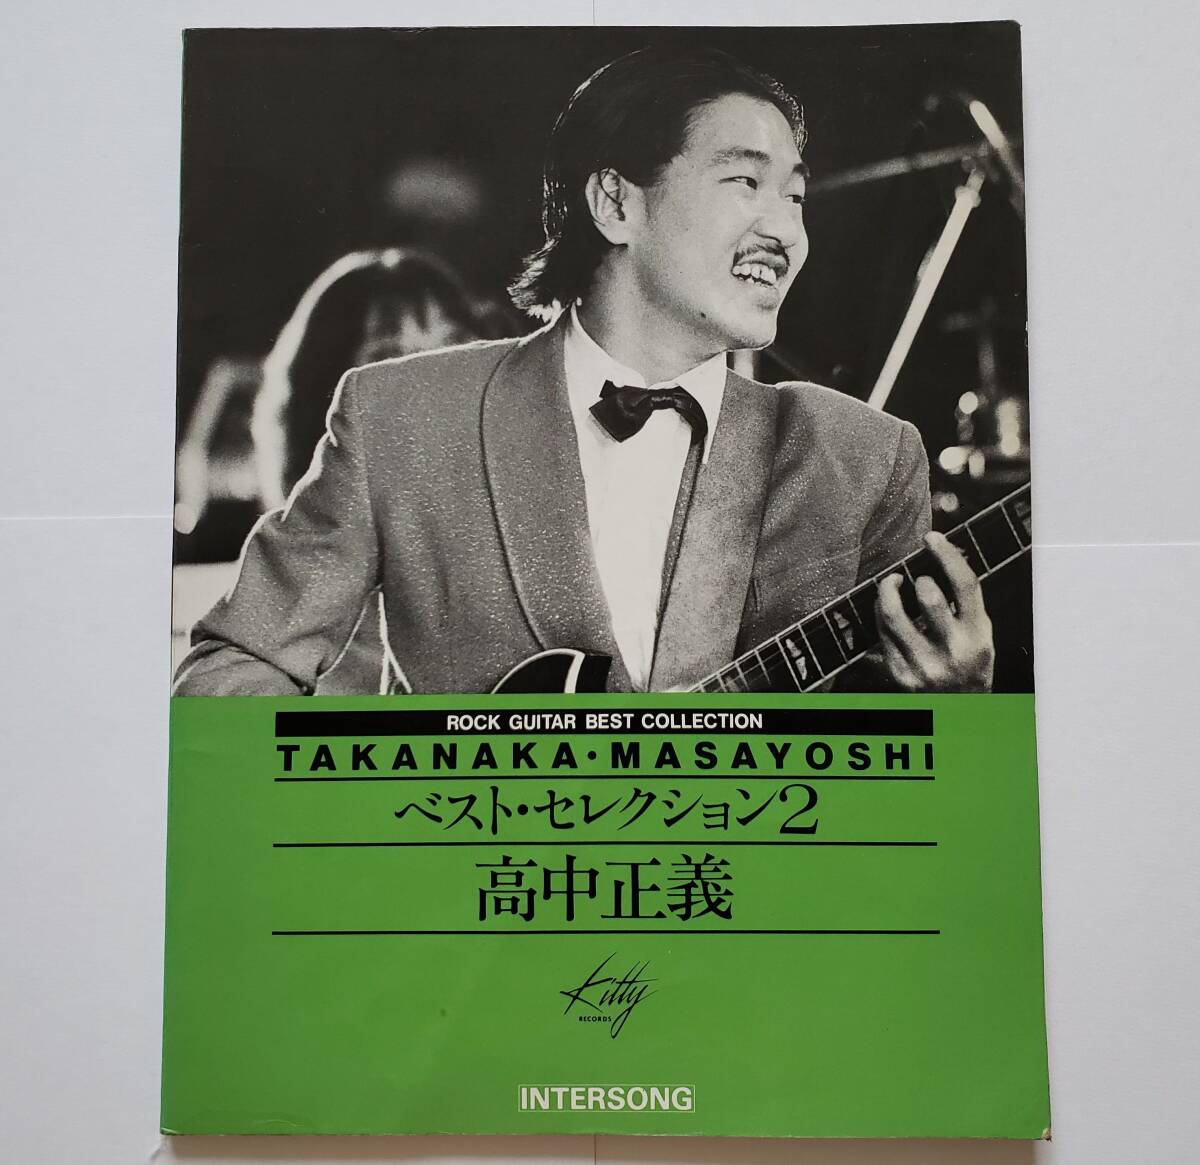 ROCK GUITAR BEST COLLECTION
TAKANAKA・MASAYOSHI
ベスト・セレクション2
高中正義
Kitty
RECORDS
INTERSONG